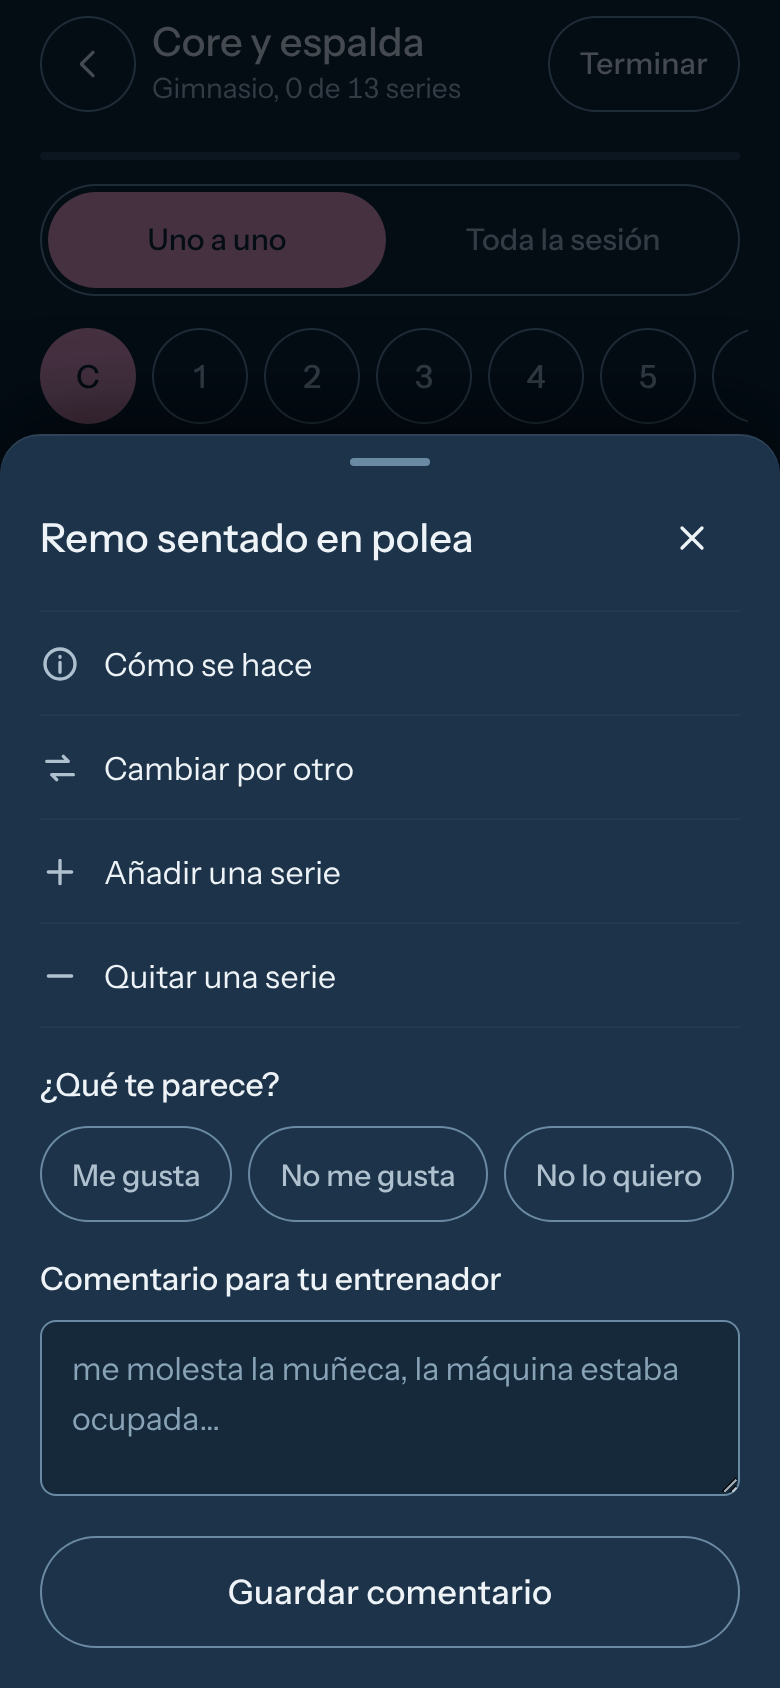 Core y espalda
Gimnasio, 0 de 13 series
Terminar
Uno a uno
Toda la sesión
C
1
2
3
4
5
Remo sentado en polea
Cómo se hace
Cambiar por otro
Añadir una serie
Quitar una serie
¿Qué te parece?
Me gusta
No me gusta
No lo quiero
Comentario para tu entrenador
me molesta la muñeca, la máquina estaba
ocupada...
Guardar comentario